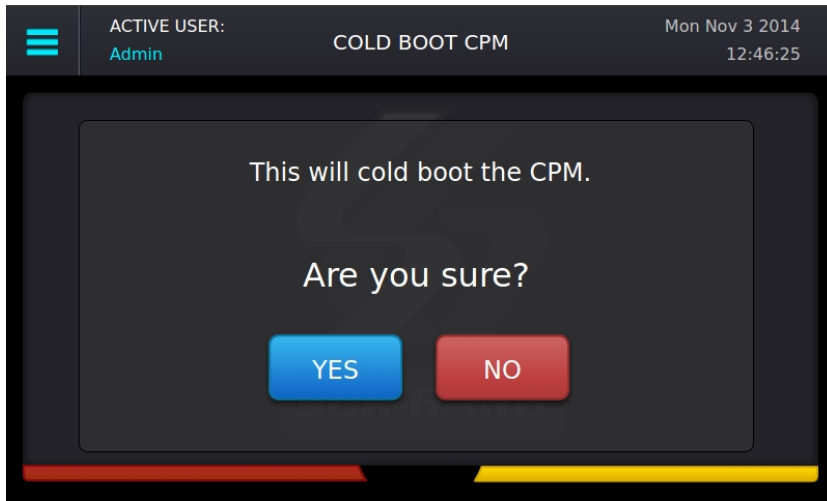 ACTIVE USER:
Admin
COLD BOOT CPM
Mon Nov 3 2014
12:46:25
This will cold boot the CPM.
Are you sure?
YES
NO